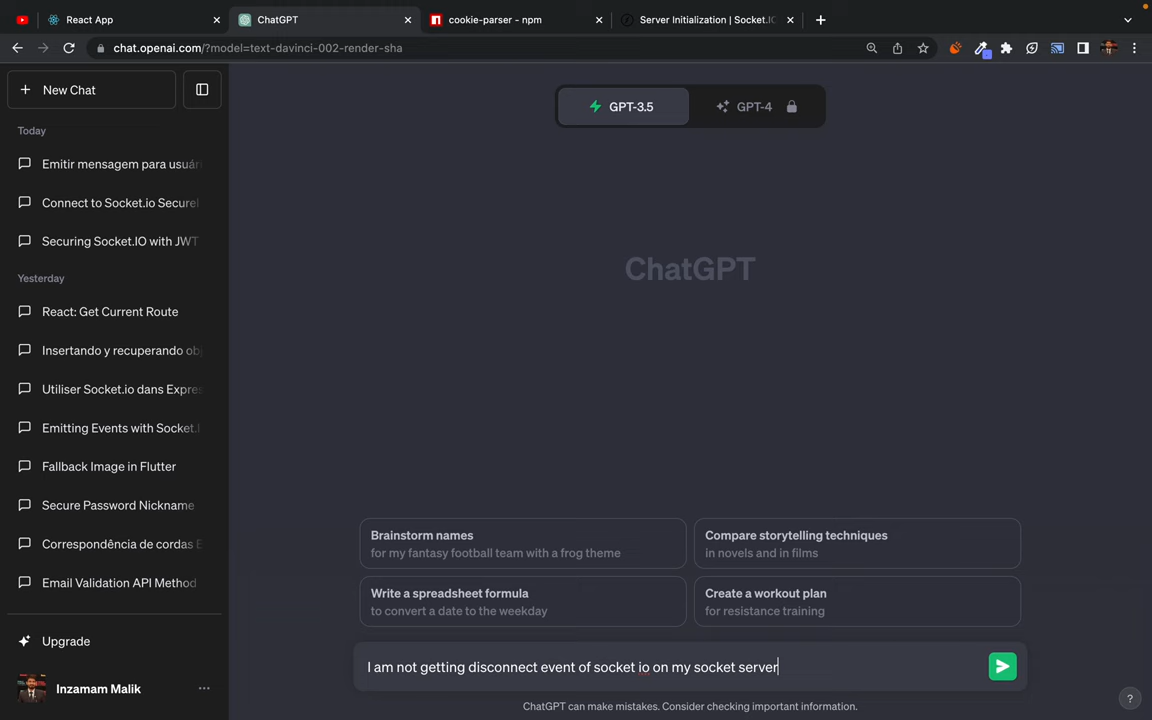 React App
ChatGPT
cookie-parser - npm
Server Initialization | Socket.IO
chat.openai.com/?model=text-davinci-002-render-sha
New Chat
GPT-3.5
GPT-4
Today
Emitir mensagem para usuári
Connect to Socket.io Securel
Securing Socket.IO with JWT
Yesterday
React: Get Current Route
Insertando y recuperando ob
Utiliser Socket.io dans Expres
Emitting Events with Socket.I
Fallback Image in Flutter
Secure Password Nickname
Correspondência de cordas E
Email Validation API Method
ChatGPT
Brainstorm names
for my fantasy football team with a frog theme
Compare storytelling techniques
in novels and in films
Write a spreadsheet formula
to convert a date to the weekday
Create a workout plan
for resistance training
Upgrade
Inzamam Malik
I am not getting disconnect event of socket io on my socket server
ChatGPT can make mistakes. Consider checking important information.
?